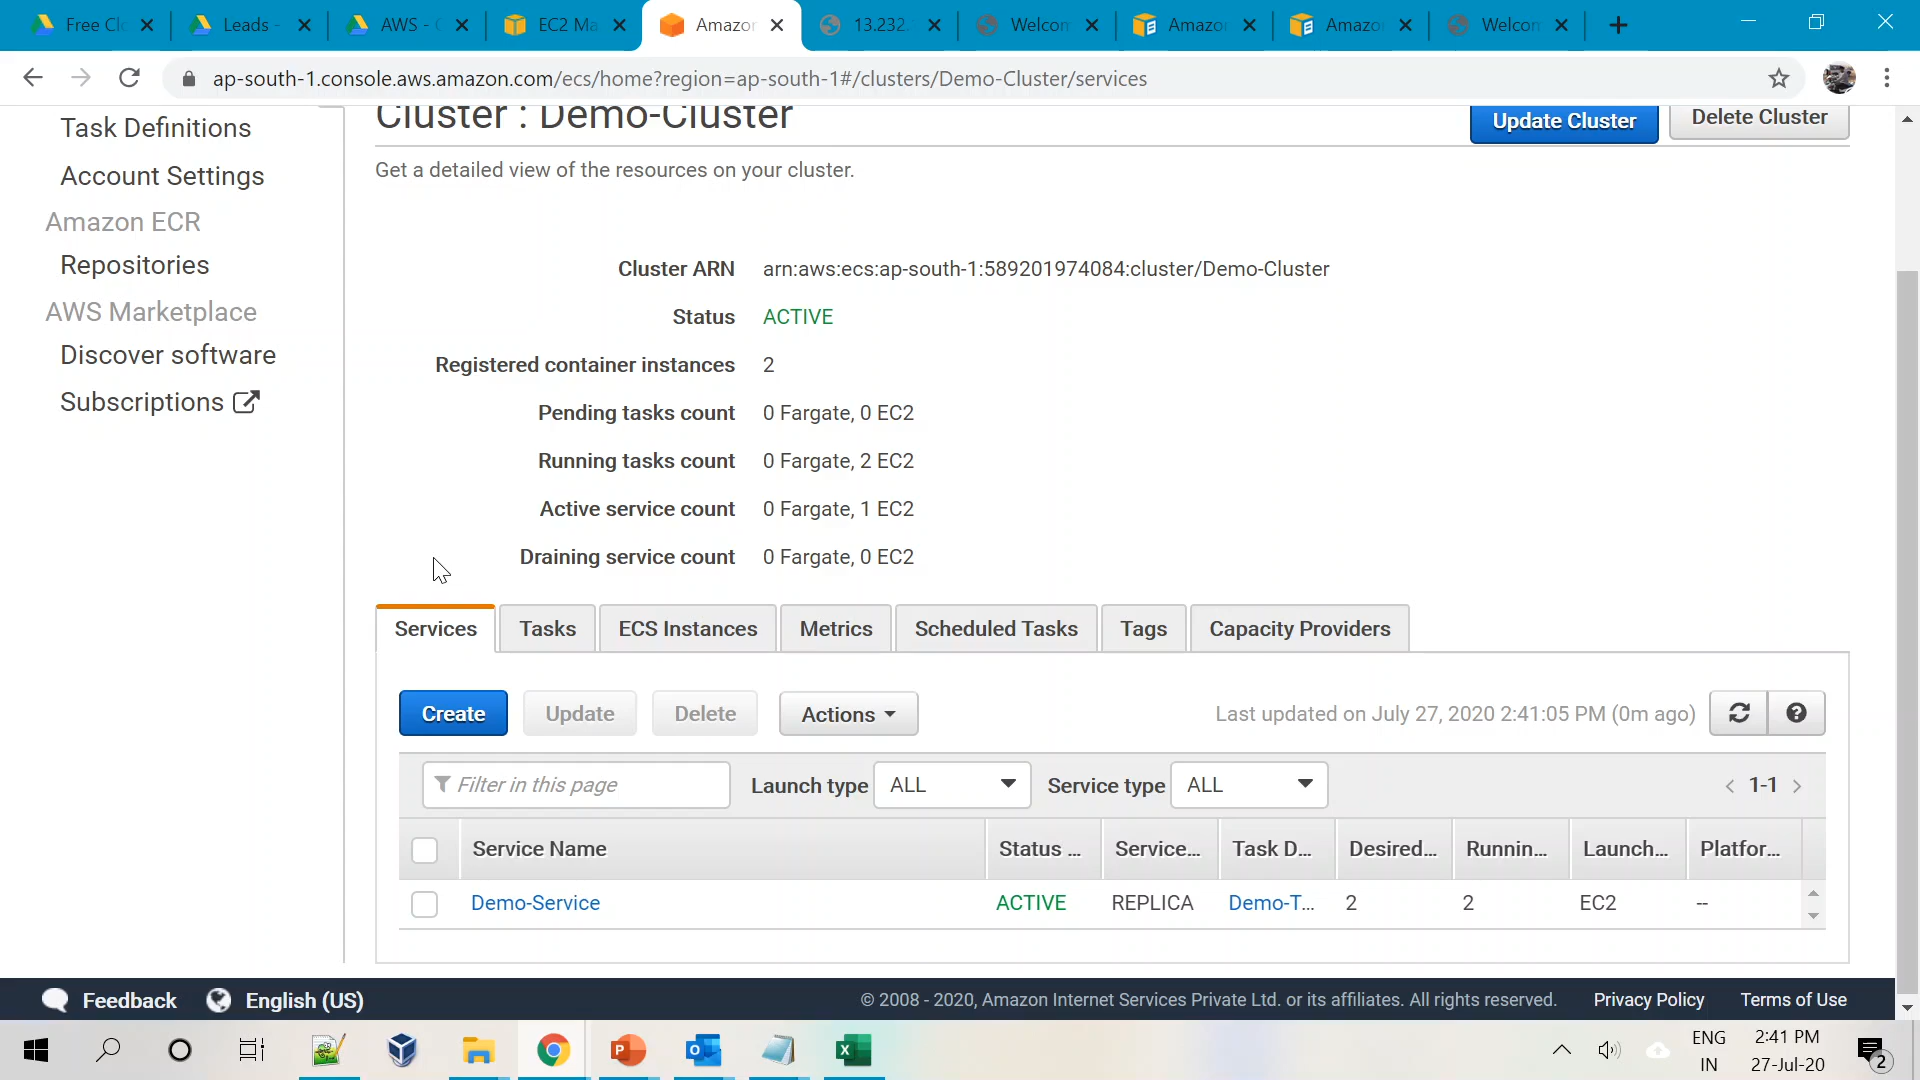 Free Clo
Leads -
AWS - C
EC2 Ma
Amazon
13.232.
Welcom
Amazo
Amazo
Welcom
ap-south-1.console.aws.amazon.com/ecs/home?region=ap-south-1#/clusters/Demo-Cluster/services
Cluster : Demo-Cluster
Update Cluster
Delete Cluster
Get a detailed view of the resources on your cluster.
Task Definitions
Account Settings
Amazon ECR
Repositories
AWS Marketplace
Discover software
Subscriptions
Cluster ARN arn:aws:ecs:ap-south-1:589201974084:cluster/Demo-Cluster
Status ACTIVE
Registered container instances 2
Pending tasks count 0 Fargate, 0 EC2
Running tasks count 0 Fargate, 2 EC2
Active service count 0 Fargate, 1 EC2
Draining service count 0 Fargate, 0 EC2
Services Tasks ECS Instances Metrics Scheduled Tasks Tags Capacity Providers
Create Update Delete Actions Last updated on July 27, 2020 2:41:05 PM (0m ago)
Filter in this page Launch type ALL Service type ALL < 1-1 >
Service Name Status ... Service... Task D... Desired... Runnin... Launch... Platfor...
Demo-Service ACTIVE REPLICA Demo-T... 2 2 EC2 --
Feedback English (US) © 2008 - 2020, Amazon Internet Services Private Ltd. or its affiliates. All rights reserved. Privacy Policy Terms of Use
ENG 2:41 PM
IN 27-Jul-20
2